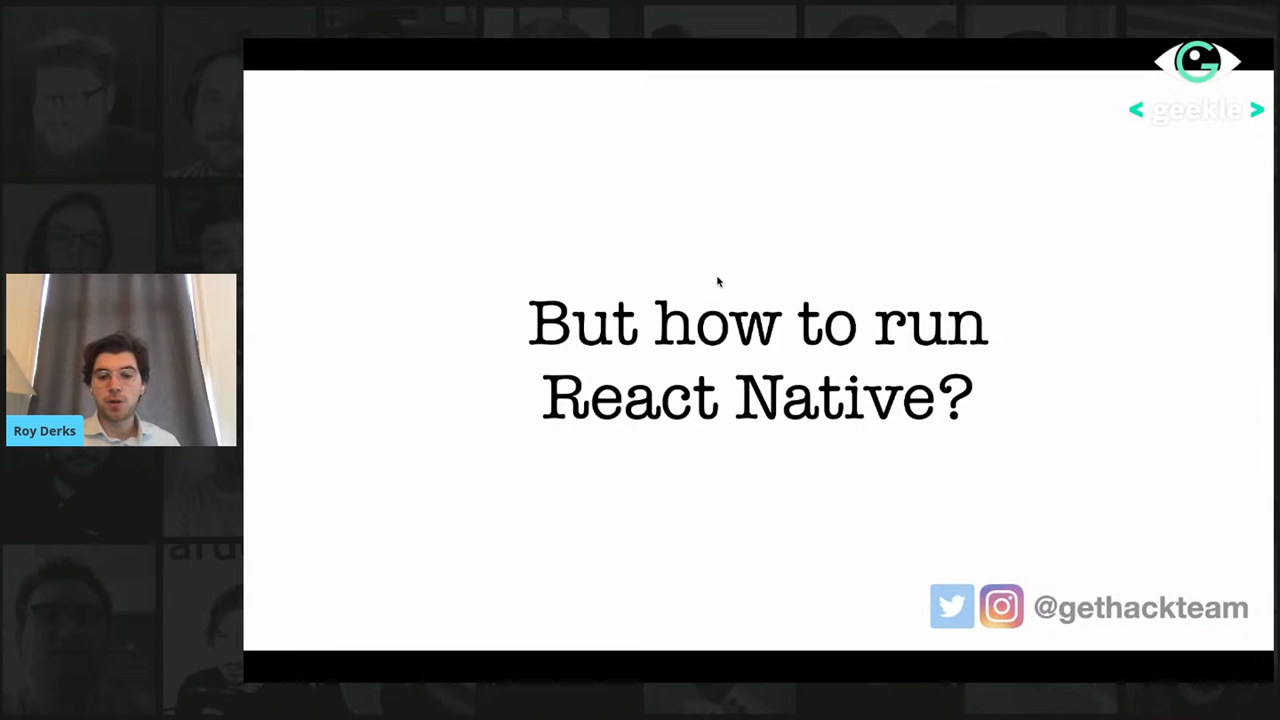 < geekle >
But how to run
React Native?
Roy Derks
@gethackteam